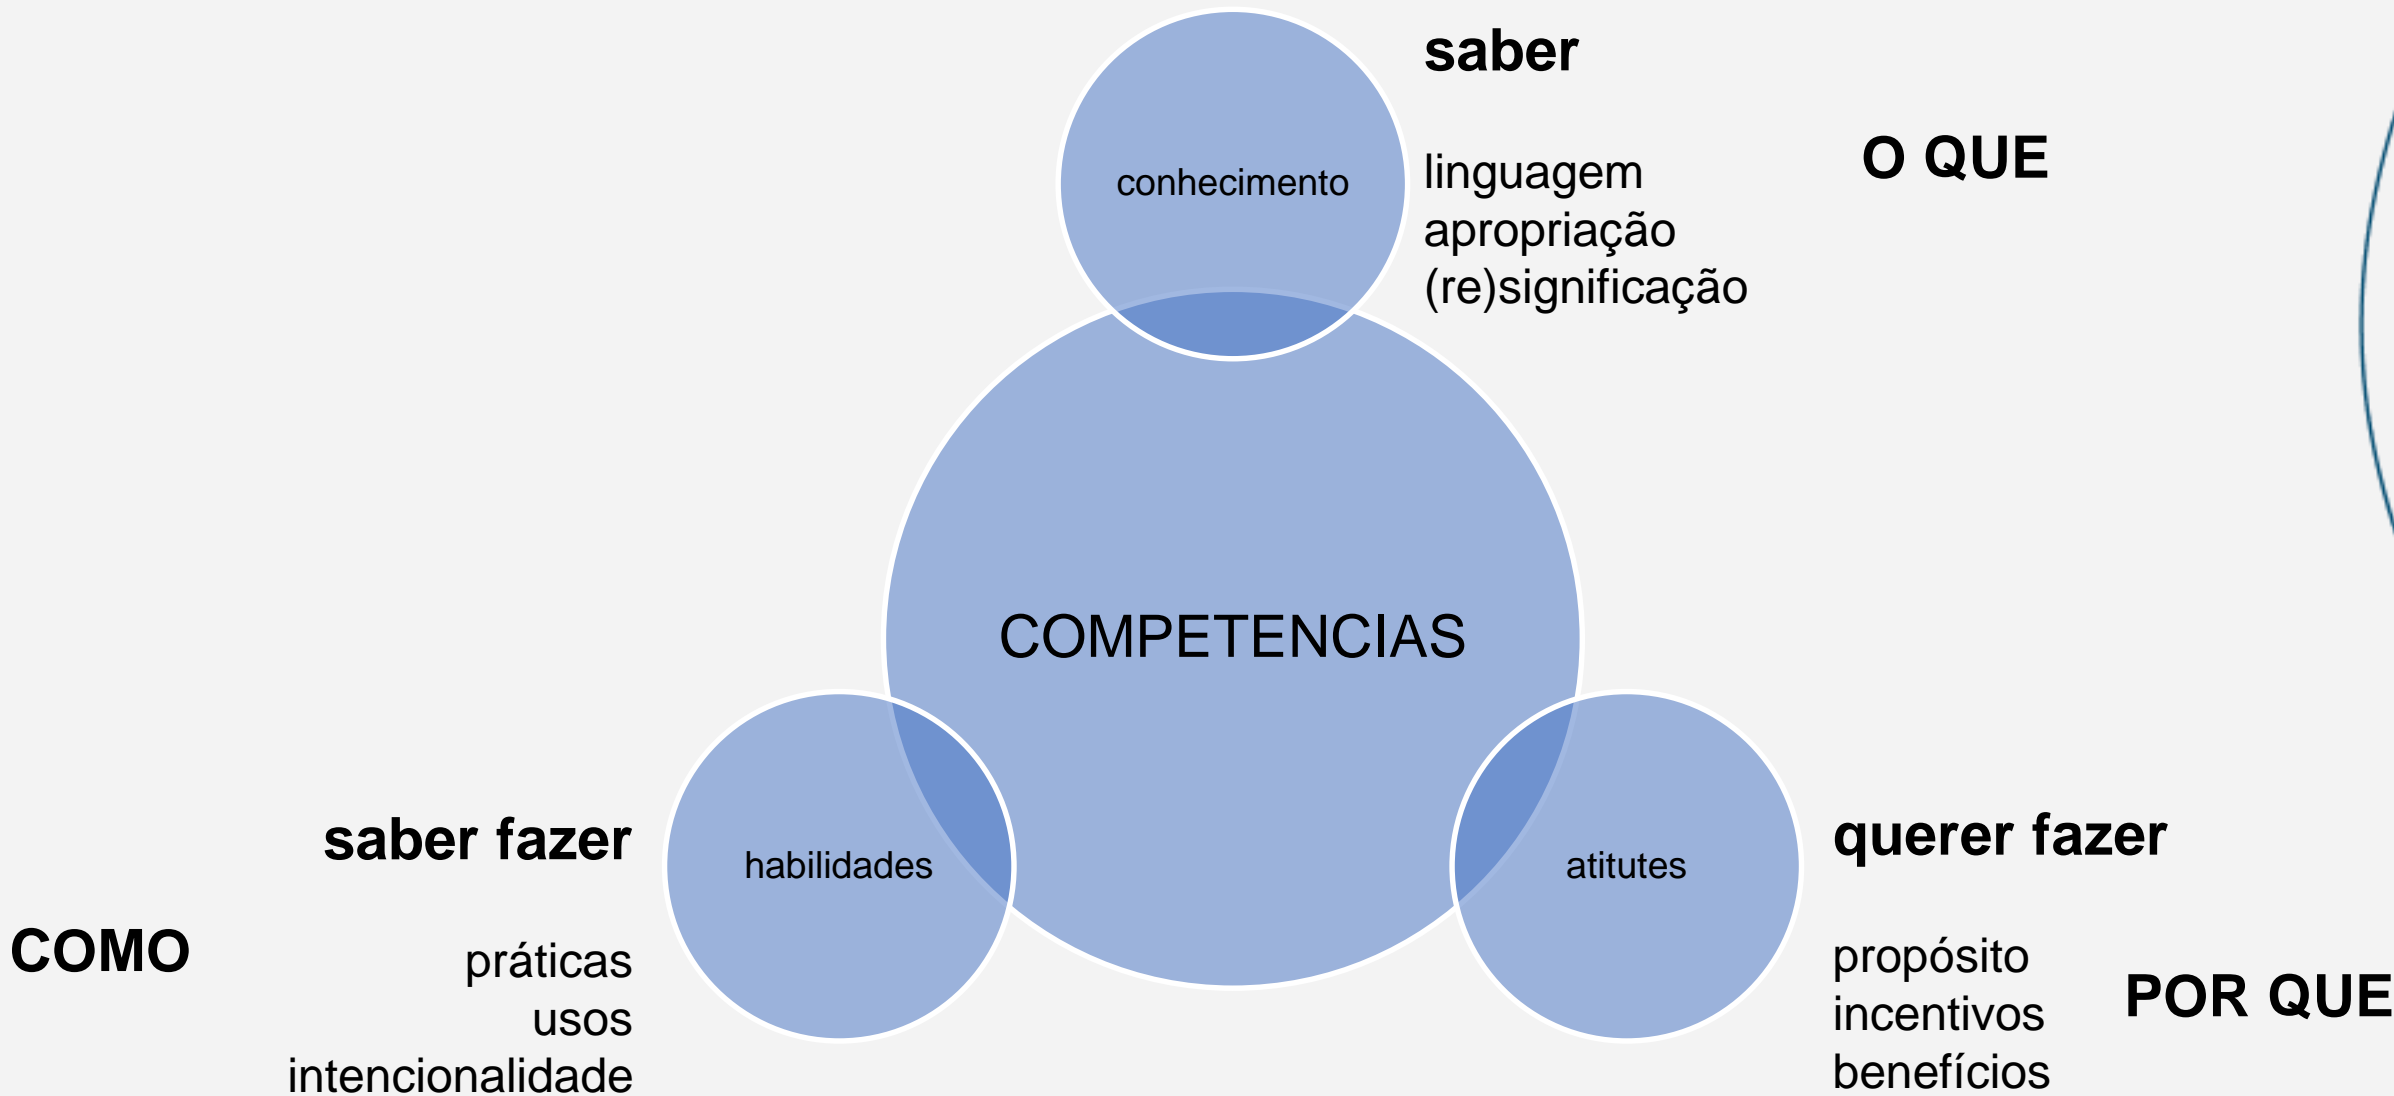 saber
O QUE
conhecimento
linguagem
apropriação
(re)significação
COMPETENCIAS
saber fazer
habilidades
COMO
práticas
usos
intencionalidade
atitutes
querer fazer
propósito
incentivos
benefícios
POR QUE